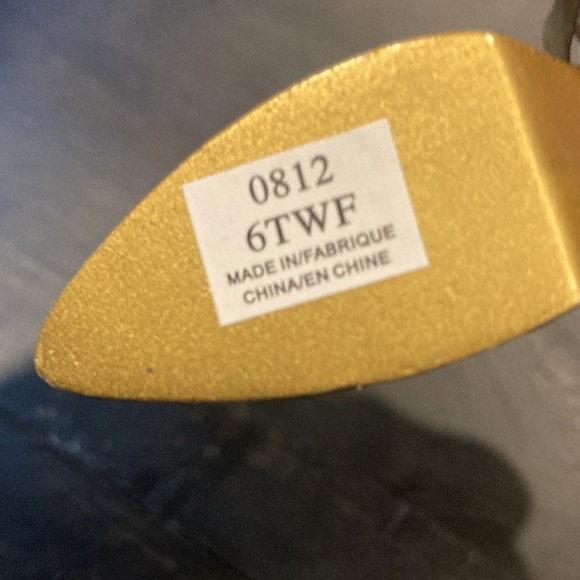 0812
6TWF
MADE IN/FABRIQUE
CHINA/EN CHINE